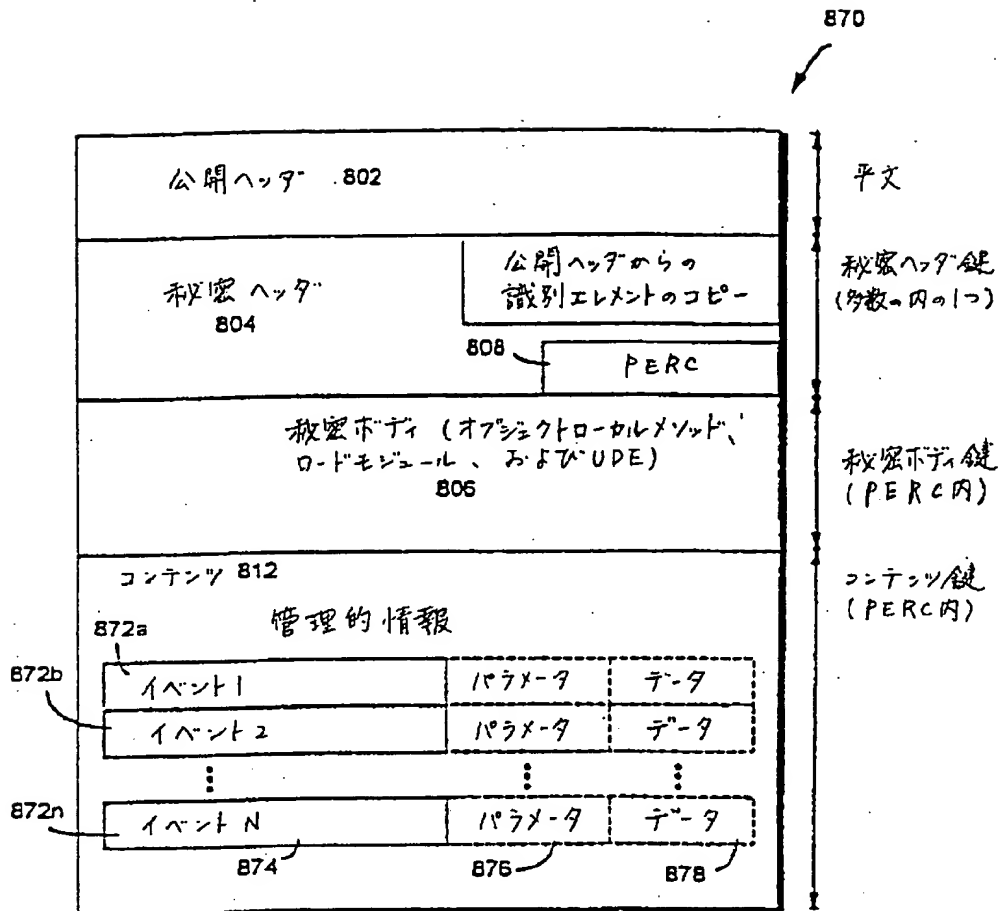 870
公開ヘッダ 802
平文
秘密ヘッダ
804
公開ヘッダからの
識別エレメントのコピー
秘密ヘッダ鍵
(多数の内の1つ)
808
PERC
秘密ボディ (オブジェクトローカルメソッド、
ロードモジュール、およびUDE)
806
秘密ボディ鍵
(PERC内)
コンテンツ 812
コンテンツ鍵
(PERC内)
管理的情報
872a
872b
イベント1 パラメータ データ
イベント2 パラメータ データ
872n
イベント N パラメータ データ
874 876 878